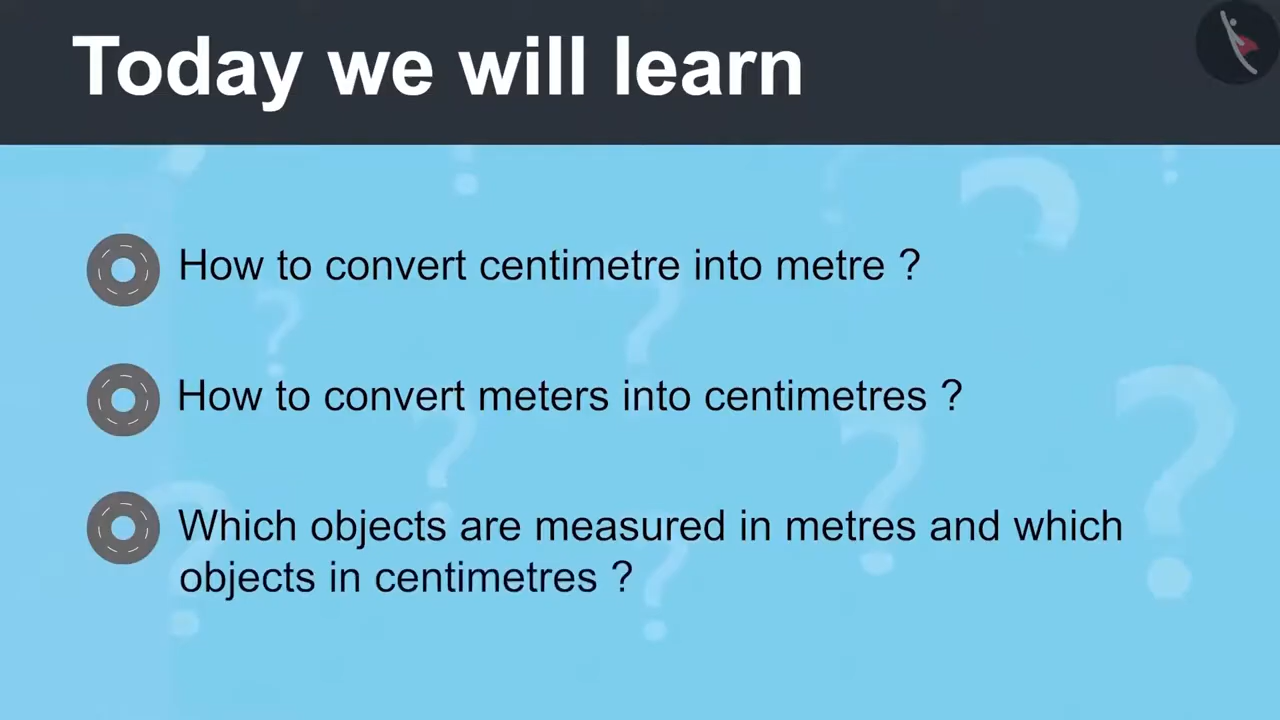 Today we will learn
How to convert centimetre into metre ?
How to convert meters into centimetres ?
Which objects are measured in metres and which
objects in centimetres ?